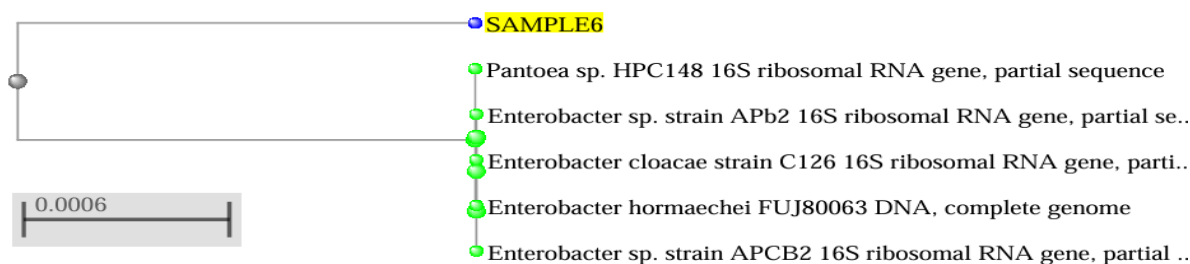 SAMPLE6
Pantoea sp. HPC148 16S ribosomal RNA gene, partial sequence
Enterobacter sp. strain APb2 16S ribosomal RNA gene, partial se..
Enterobacter cloacae strain C126 16S ribosomal RNA gene, parti..
0.0006
Enterobacter hormaechei FUJ80063 DNA, complete genome
Enterobacter sp. strain APCB2 16S ribosomal RNA gene, partial ..